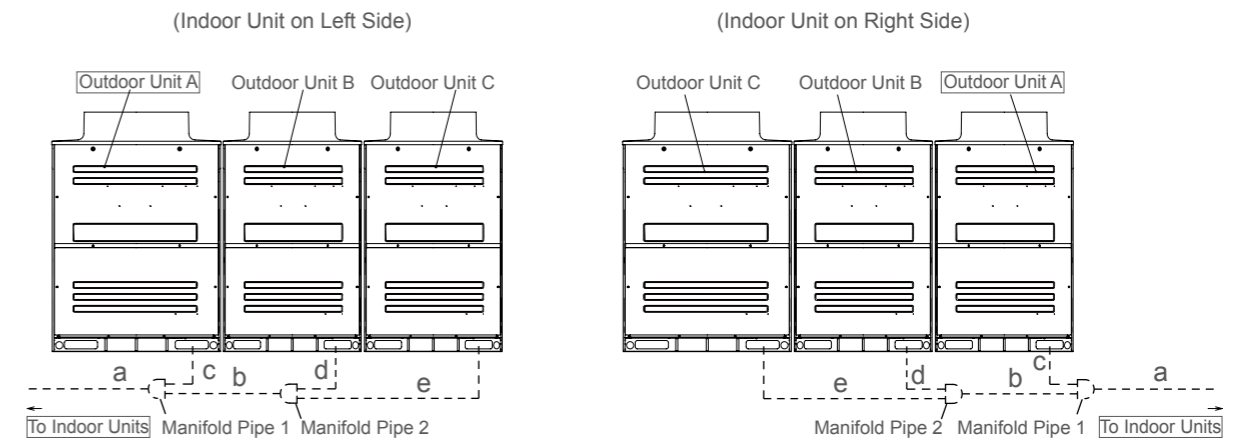 (Indoor Unit on Left Side)
(Indoor Unit on Right Side)
Outdoor Unit A
Outdoor Unit B
Outdoor Unit C
Outdoor Unit C
Outdoor Unit B
Outdoor Unit A
a
c
b
d
e
To Indoor Units
Manifold Pipe 1
Manifold Pipe 2
e
d
b
c
a
Manifold Pipe 2
Manifold Pipe 1
To Indoor Units